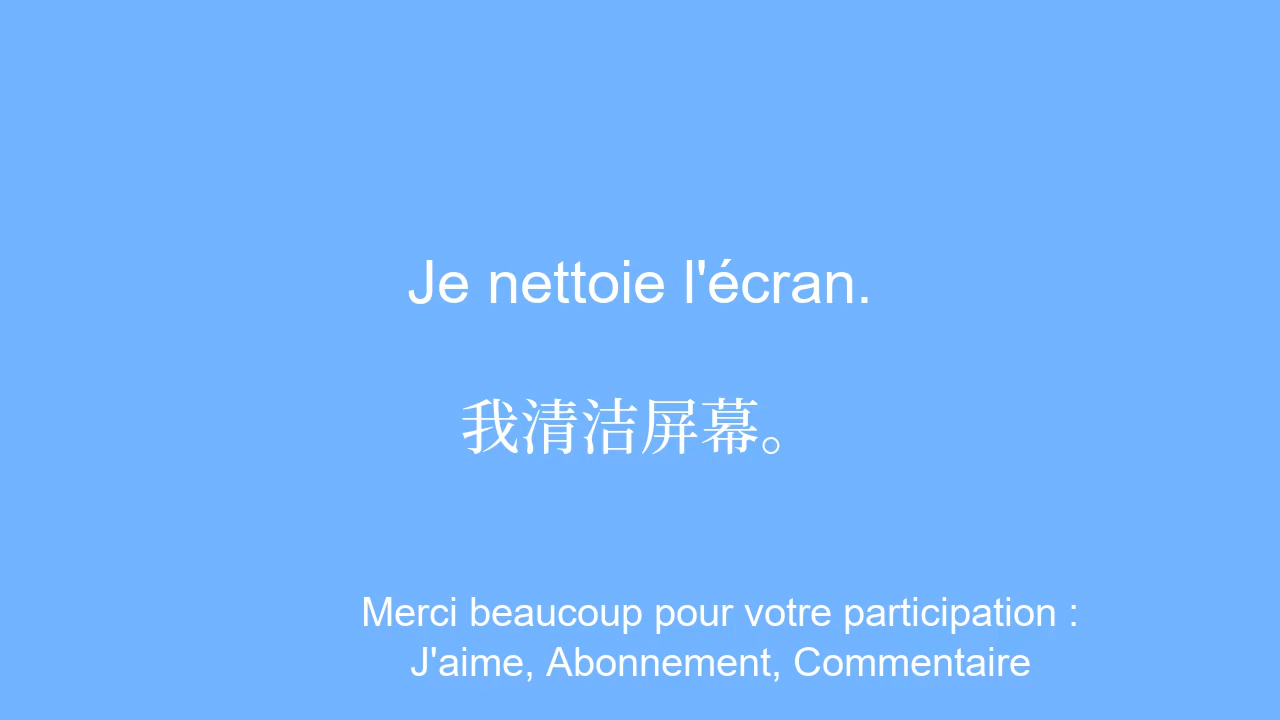 Je nettoie l'écran.
我清洁屏幕。
Merci beaucoup pour votre participation :
J'aime, Abonnement, Commentaire